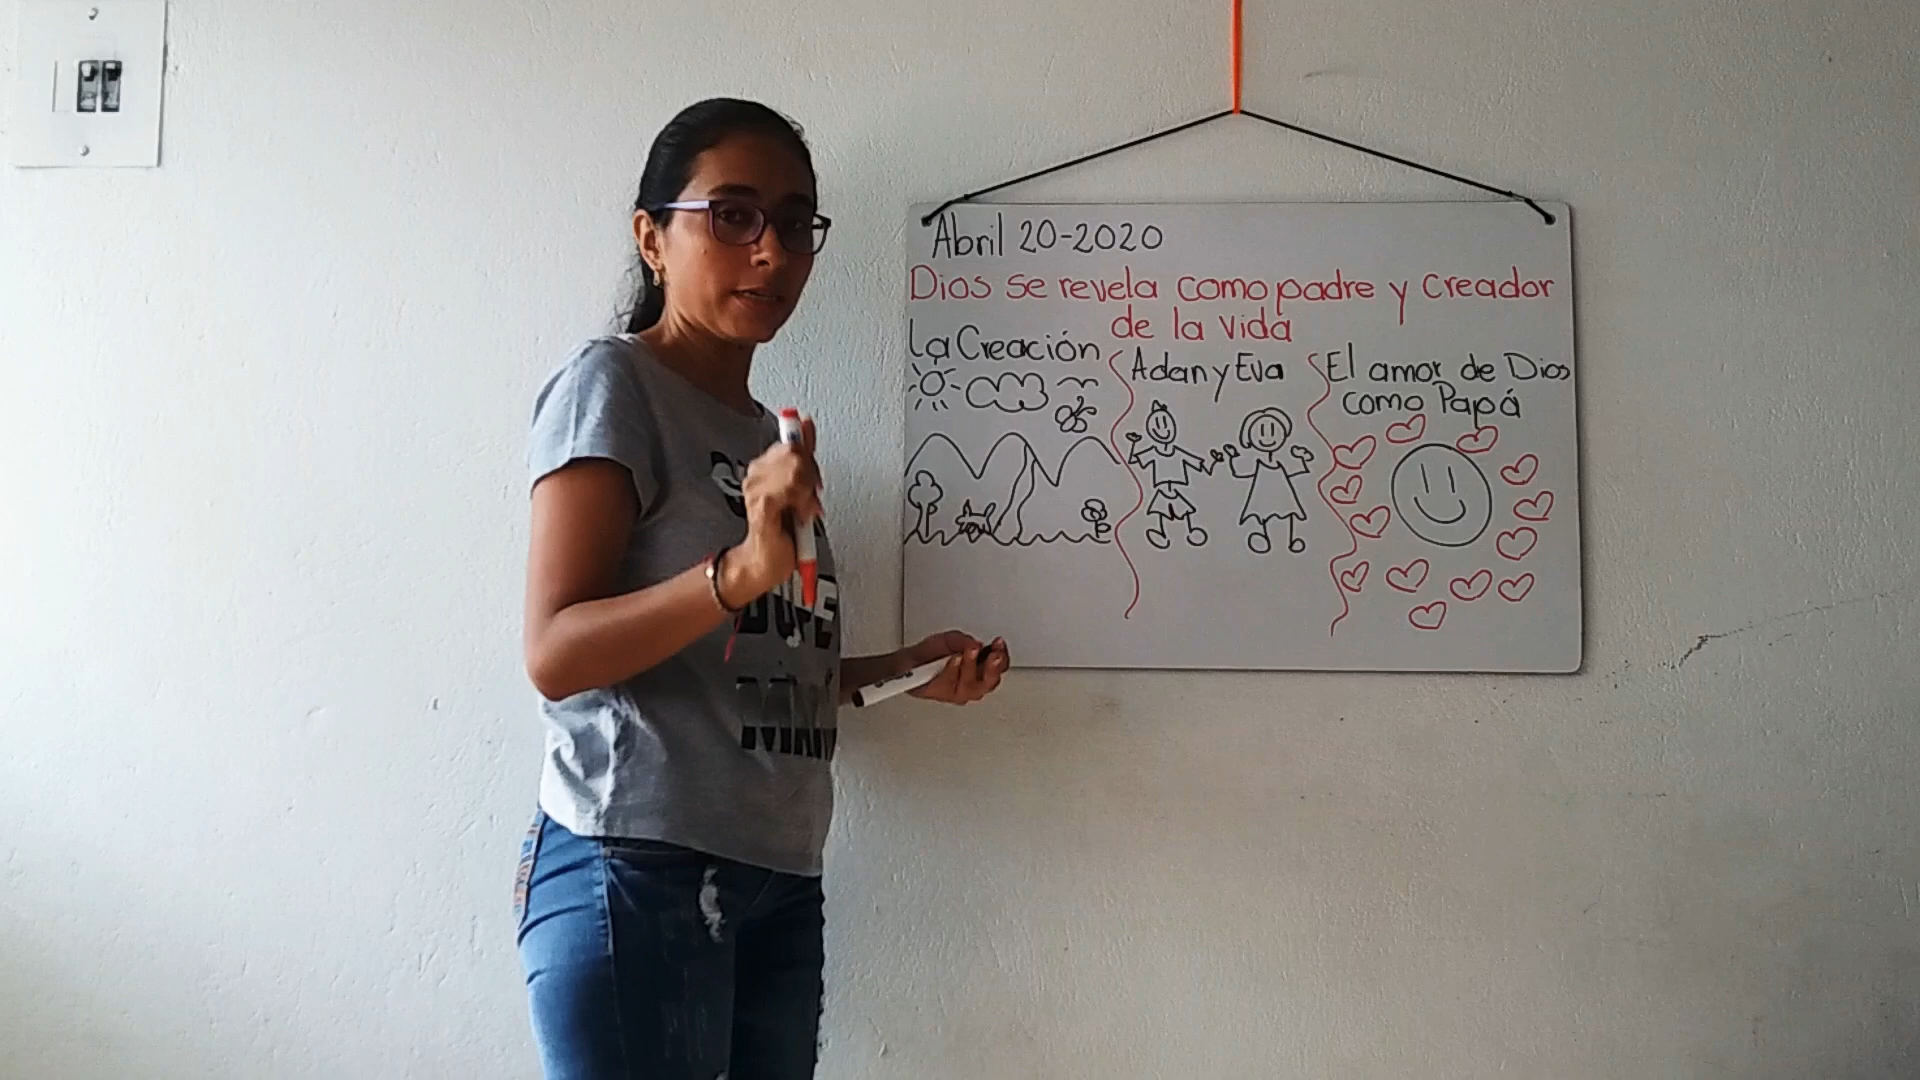 Abril 20-2020
Dios se revela como padre y creador
de la vida
La Creación
Adan y Eva
El amor de Dios
como Papá